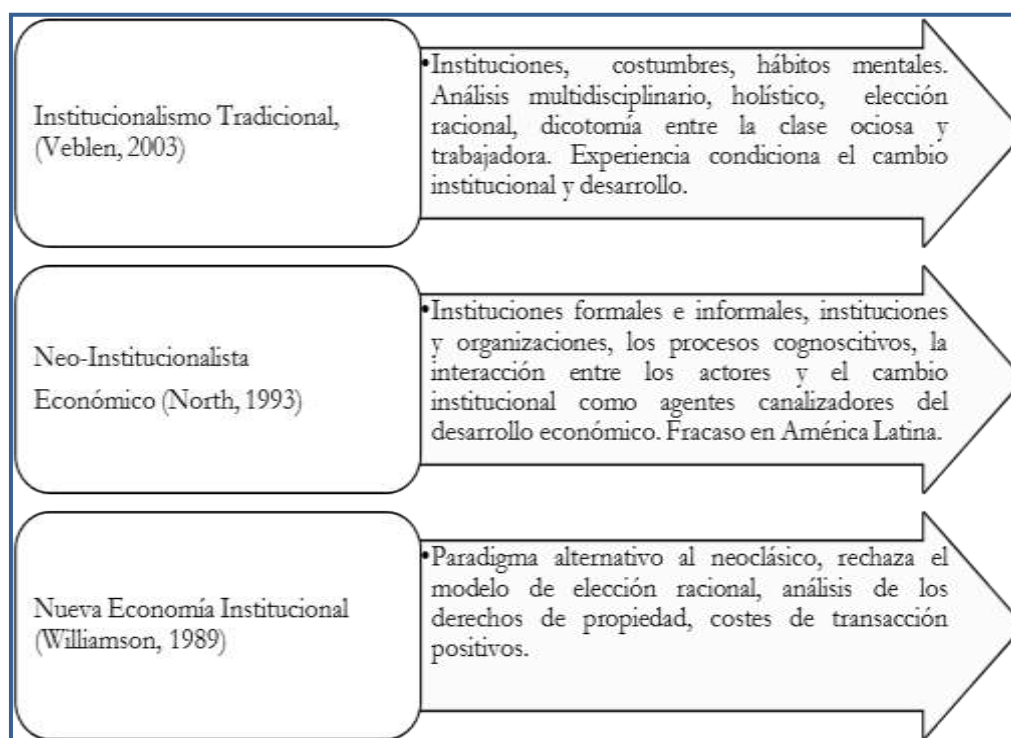 Institucionalismo Tradicional,
(Veblen, 2003)
•Instituciones, costumbres, hábitos mentales.
Análisis multidisciplinario, holístico, elección
racional, dicotomía entre la clase ociosa y
trabajadora. Experiencia condiciona el cambio
institucional y desarrollo.
Neo-Institucionalista
Económico (North, 1993)
•Instituciones formales e informales, instituciones
y organizaciones, los procesos cognoscitivos, la
interacción entre los actores y el cambio
institucional como agentes canalizadores del
desarrollo económico. Fracaso en América Latina.
Nueva Economía Institucional
(Williamson, 1989)
•Paradigma alternativo al neoclásico, rechaza el
modelo de elección racional, análisis de los
derechos de propiedad, costes de transacción
positivos.